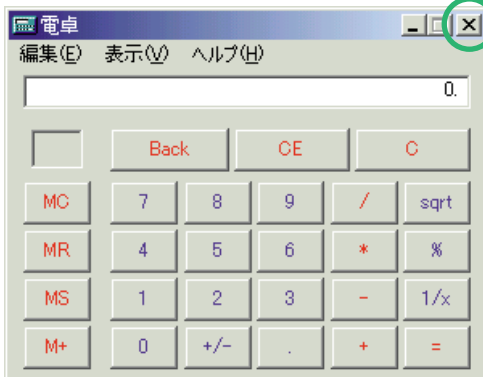 電卓
編集(E) 表示(V) ヘルプ(H)
0.
Back CE C
MC 7 8 9 / sqrt
MR 4 5 6 * %
MS 1 2 3 - 1/x
M+ 0 +/- . + =